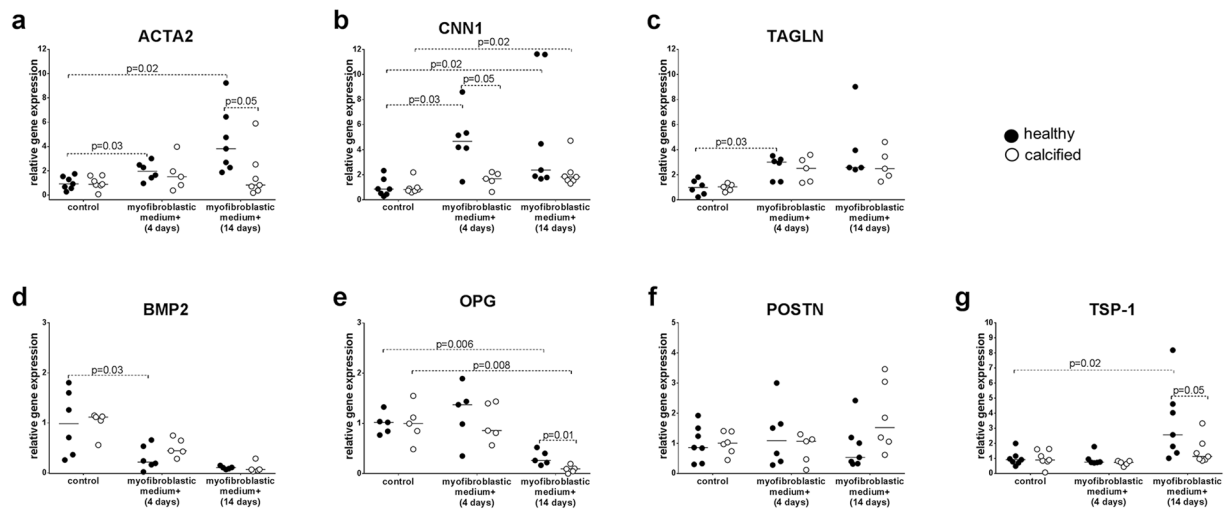 a
ACTA2
relative gene expression
12
10
8
6
4
2
0
p=0.02
p=0.05
p=0.03
control
myofibroblastic
medium+
(4 days)
myofibroblastic
medium+
(14 days)
b
CNN1
relative gene expression
12
10
8
6
4
2
0
p=0.02
p=0.02
p=0.05
p=0.03
control
myofibroblastic
medium+
(4 days)
myofibroblastic
medium+
(14 days)
c
TAGLN
relative gene expression
12
10
8
6
4
2
0
p=0.03
control
myofibroblastic
medium+
(4 days)
myofibroblastic
medium+
(14 days)
healthy
calcified
d
BMP2
relative gene expression
3
2
1
0
p=0.03
control
myofibroblastic
medium+
(4 days)
myofibroblastic
medium+
(14 days)
e
OPG
relative gene expression
3
2
1
0
p=0.006
p=0.008
p=0.01
control
myofibroblastic
medium+
(4 days)
myofibroblastic
medium+
(14 days)
f
POSTN
relative gene expression
5
4
3
2
1
0
control
myofibroblastic
medium+
(4 days)
myofibroblastic
medium+
(14 days)
g
TSP-1
relative gene expression
10
9
8
7
6
5
4
3
2
1
0
p=0.02
p=0.05
control
myofibroblastic
medium+
(4 days)
myofibroblastic
medium+
(14 days)